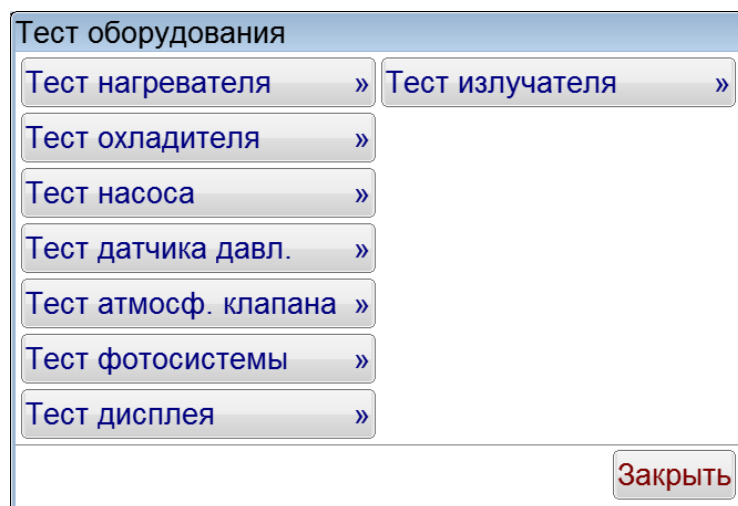 Тест оборудования
Тест нагревателя »
Тест излучателя »
Тест охладителя »
Тест насоса »
Тест датчика давл. »
Тест атмосф. клапана »
Тест фотосистемы »
Тест дисплея »
Закрыть